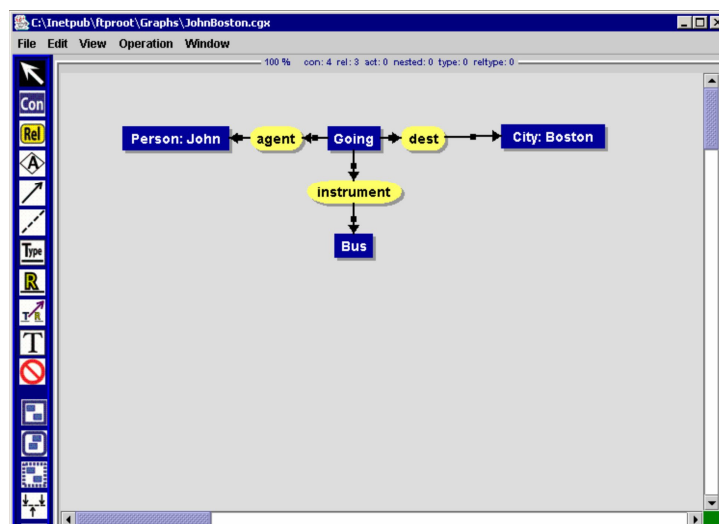 C:\Inetpub\ftproot\Graphs\JohnBoston.cgx
File Edit View Operation Window
100 % con: 4 rel: 3 act: 0 nested: 0 type: 0 reltype: 0
Con
Rel
A
Type
R
T R
T
Person: John agent Going dest City: Boston
instrument
Bus